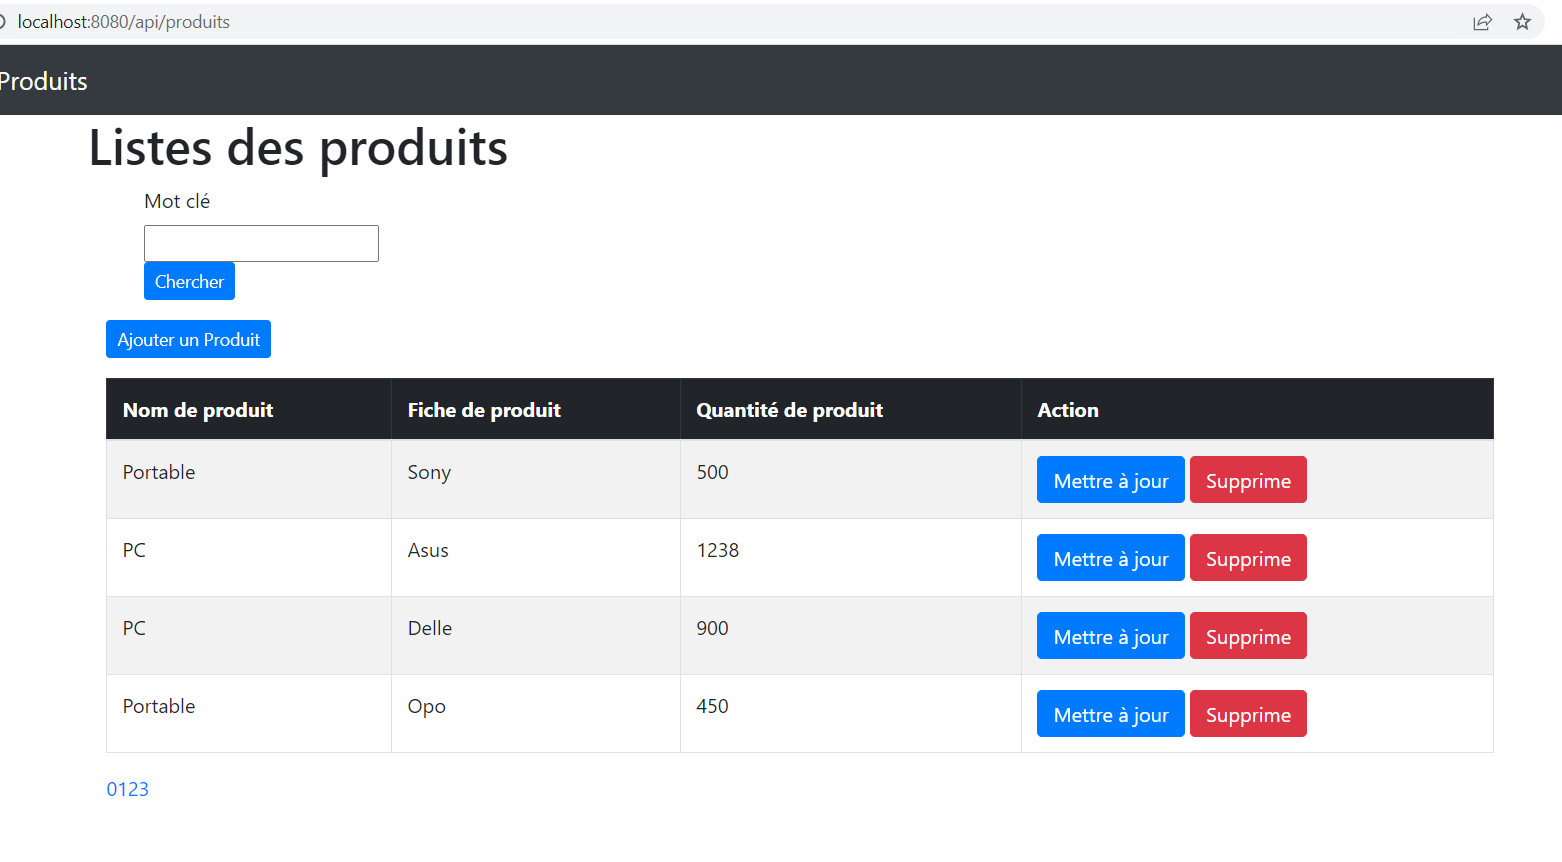 localhost:8080/api/produits
Produits
Listes des produits
Mot clé
Chercher
Ajouter un Produit
Nom de produit Fiche de produit Quantité de produit Action
Portable Sony 500 Mettre à jour Supprime
PC Asus 1238 Mettre à jour Supprime
PC Delle 900 Mettre à jour Supprime
Portable Opo 450 Mettre à jour Supprime
0123